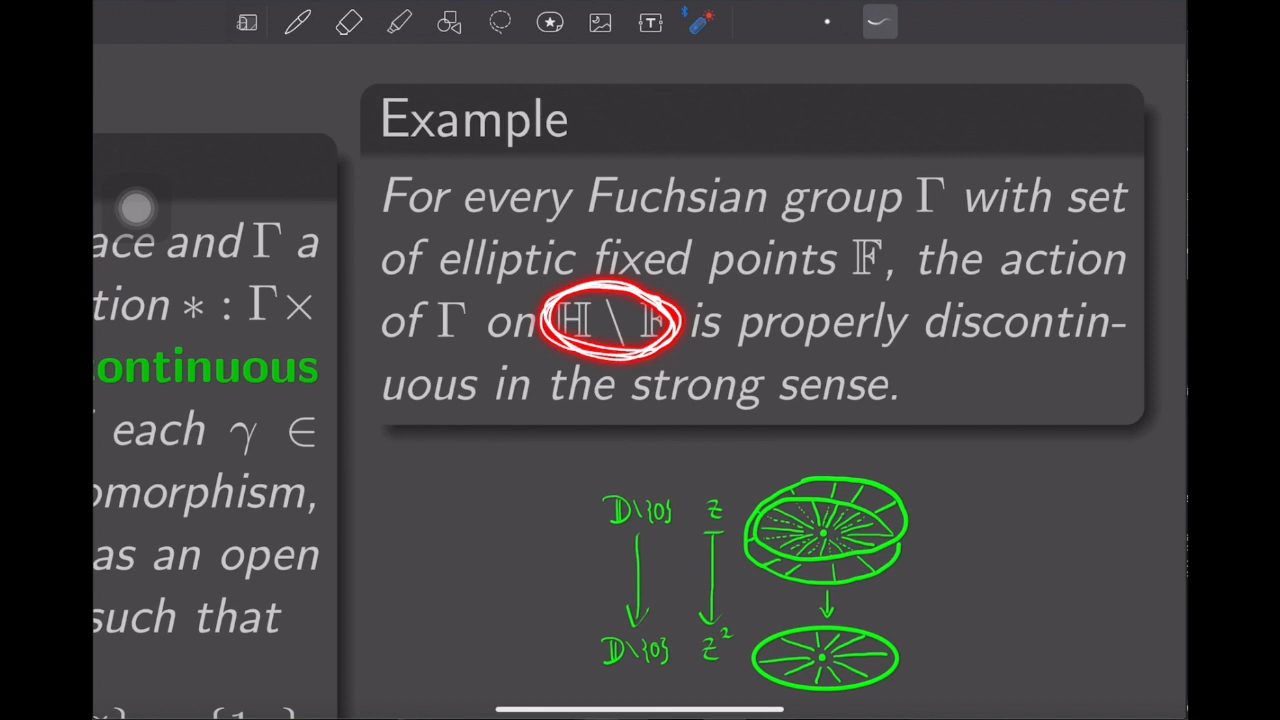 Example
For every Fuchsian group Γ with set
of elliptic fixed points 𝔽, the action
of Γ on ℍ \ 𝔽 is properly discontin-
uous in the strong sense.
ace and Γ a
tion ∗ : Γ×
continuous
each γ ∈
omorphism,
as an open
such that
𝔻\{0} z
𝔻\{0} z²